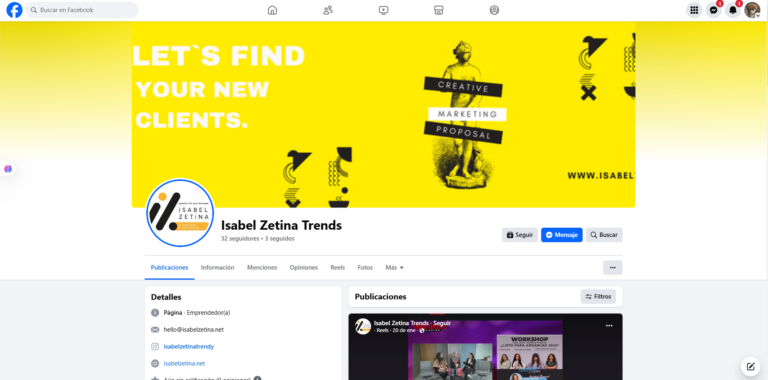 Buscar en Facebook
3
1
LET`S FIND
YOUR NEW
CLIENTS.
CREATIVE
MARKETING
PROPOSAL
WWW.ISABEL
ISABEL
ZETINA
Isabel Zetina Trends
32 seguidores • 3 seguidos
Seguir
Mensaje
Buscar
Publicaciones
Información
Menciones
Opiniones
Reels
Fotos
Más
Detalles
Página · Emprendedor(a)
hello@isabelzetina.net
isabelzetinatrendy
isabelzetina.net
Publicaciones
Filtros
Isabel Zetina Trends · Seguir
Reels · 20 de ene ·
WORKSHOP